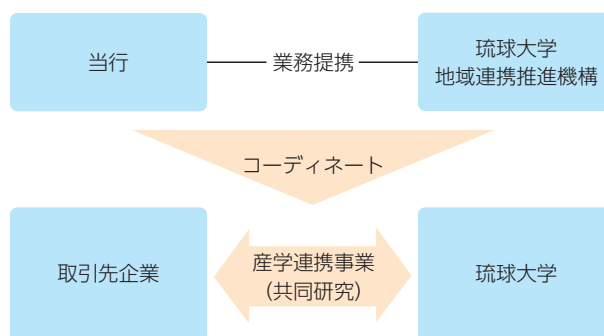 当行
業務提携
琉球大学
地域連携推進機構
コーディネート
取引先企業
産学連携事業
(共同研究)
琉球大学